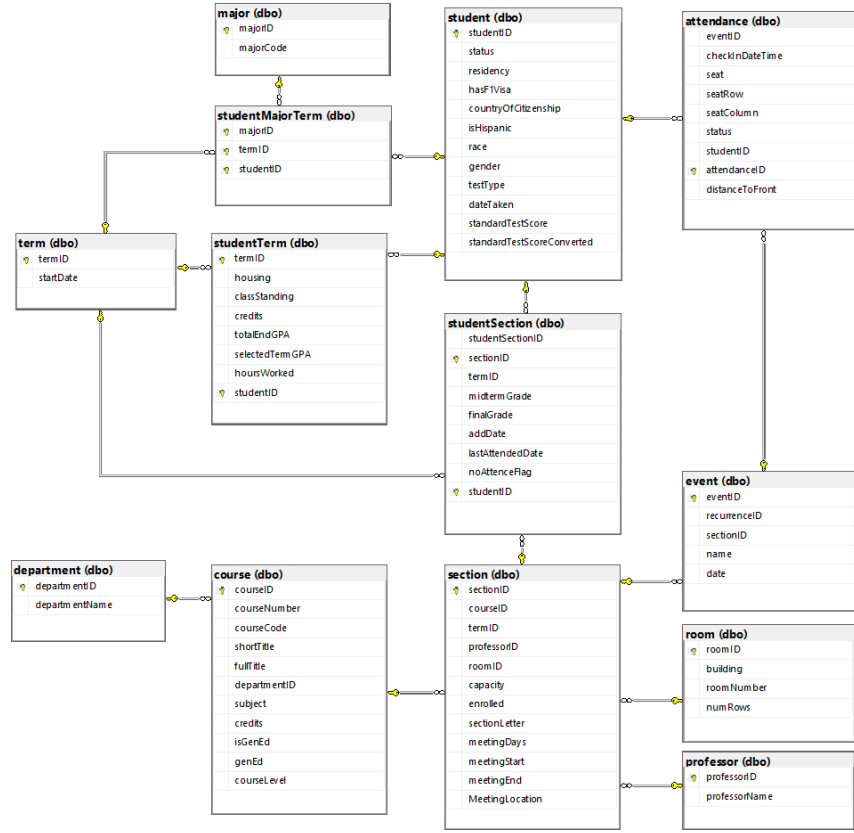 major (dbo)
majorID
majorCode
student (dbo)
studentID
status
residency
hasF1Visa
countryOfCitizenship
isHispanic
race
gender
testType
dateTaken
standardTestScore
standardTestScoreConverted
attendance (dbo)
eventID
checkInDateTime
seat
seatRow
seatColumn
status
studentID
attendanceID
distanceToFront
studentMajorTerm (dbo)
majorID
termID
studentID
term (dbo)
termID
startDate
studentTerm (dbo)
termID
housing
classStanding
credits
totalEndGPA
selectedTermGPA
hoursWorked
studentID
studentSection (dbo)
studentSectionID
sectionID
termID
midtermGrade
finalGrade
addDate
lastAttendedDate
noAttenceFlag
studentID
event (dbo)
eventID
recurrenceID
sectionID
name
date
department (dbo)
departmentID
departmentName
course (dbo)
courseID
courseNumber
courseCode
shortTitle
fullTitle
departmentID
subject
credits
isGenEd
genEd
courseLevel
section (dbo)
sectionID
courseID
termID
professorID
roomID
capacity
enrolled
sectionLetter
meetingDays
meetingStart
meetingEnd
MeetingLocation
room (dbo)
roomID
building
roomNumber
numRows
professor (dbo)
professorID
professorName